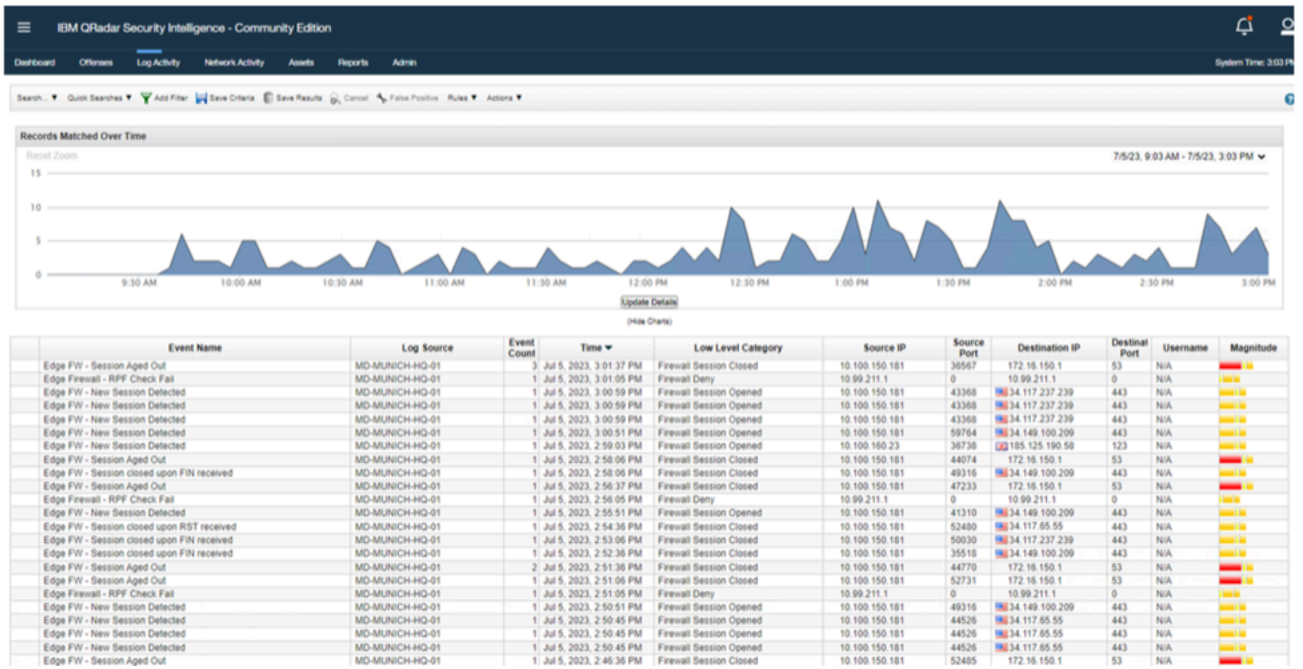 IBM QRadar Security Intelligence - Community Edition
Dashboard Offenses Log Activity Network Activity Assets Reports Admin System Time: 3:03 PM
Search... Quick Searches Add Filter Save Criteria Save Results Cancel False Positive Rules Actions
Records Matched Over Time
Reset Zoom 7/5/23, 9:03 AM - 7/5/23, 3:03 PM
15
10
5
0
9:30 AM 10:00 AM 10:30 AM 11:00 AM 11:30 AM 12:00 PM 12:30 PM 1:00 PM 1:30 PM 2:00 PM 2:30 PM 3:00 PM
Update Details
(Hide Charts)
Event Name Log Source Event Count Time Low Level Category Source IP Source Port Destination IP Destinat Port Username Magnitude
Edge FW - Session Aged Out MD-MUNICH-HQ-01 3 Jul 5, 2023, 3:01:37 PM Firewall Session Closed 10.100.150.181 36567 172.16.150.1 53 N/A
Edge Firewall - RPF Check Fail MD-MUNICH-HQ-01 1 Jul 5, 2023, 3:01:05 PM Firewall Deny 10.99.211.1 0 10.99.211.1 0 N/A
Edge FW - New Session Detected MD-MUNICH-HQ-01 1 Jul 5, 2023, 3:00:59 PM Firewall Session Opened 10.100.150.181 43368 34.117.237.239 443 N/A
Edge FW - New Session Detected MD-MUNICH-HQ-01 1 Jul 5, 2023, 3:00:59 PM Firewall Session Opened 10.100.150.181 43368 34.117.237.239 443 N/A
Edge FW - New Session Detected MD-MUNICH-HQ-01 1 Jul 5, 2023, 3:00:59 PM Firewall Session Opened 10.100.150.181 43368 34.117.237.239 443 N/A
Edge FW - New Session Detected MD-MUNICH-HQ-01 1 Jul 5, 2023, 3:00:51 PM Firewall Session Opened 10.100.150.181 59764 34.149.100.209 443 N/A
Edge FW - New Session Detected MD-MUNICH-HQ-01 1 Jul 5, 2023, 2:59:03 PM Firewall Session Opened 10.100.160.23 36738 185.125.190.58 123 N/A
Edge FW - Session Aged Out MD-MUNICH-HQ-01 1 Jul 5, 2023, 2:58:06 PM Firewall Session Closed 10.100.150.181 44074 172.16.150.1 53 N/A
Edge FW - Session closed upon FIN received MD-MUNICH-HQ-01 1 Jul 5, 2023, 2:58:06 PM Firewall Session Closed 10.100.150.181 49316 34.149.100.209 443 N/A
Edge FW - Session Aged Out MD-MUNICH-HQ-01 1 Jul 5, 2023, 2:56:37 PM Firewall Session Closed 10.100.150.181 47233 172.16.150.1 53 N/A
Edge Firewall - RPF Check Fail MD-MUNICH-HQ-01 1 Jul 5, 2023, 2:56:05 PM Firewall Deny 10.99.211.1 0 10.99.211.1 0 N/A
Edge FW - New Session Detected MD-MUNICH-HQ-01 1 Jul 5, 2023, 2:55:51 PM Firewall Session Opened 10.100.150.181 41310 34.149.100.209 443 N/A
Edge FW - Session closed upon RST received MD-MUNICH-HQ-01 1 Jul 5, 2023, 2:54:36 PM Firewall Session Closed 10.100.150.181 52480 34.117.65.55 443 N/A
Edge FW - Session closed upon FIN received MD-MUNICH-HQ-01 1 Jul 5, 2023, 2:53:06 PM Firewall Session Closed 10.100.150.181 50030 34.117.237.239 443 N/A
Edge FW - Session closed upon FIN received MD-MUNICH-HQ-01 1 Jul 5, 2023, 2:52:36 PM Firewall Session Closed 10.100.150.181 35518 34.149.100.209 443 N/A
Edge FW - Session Aged Out MD-MUNICH-HQ-01 2 Jul 5, 2023, 2:51:36 PM Firewall Session Closed 10.100.150.181 44770 172.16.150.1 53 N/A
Edge FW - Session Aged Out MD-MUNICH-HQ-01 1 Jul 5, 2023, 2:51:06 PM Firewall Session Closed 10.100.150.181 52731 172.16.150.1 53 N/A
Edge Firewall - RPF Check Fail MD-MUNICH-HQ-01 1 Jul 5, 2023, 2:51:05 PM Firewall Deny 10.99.211.1 0 10.99.211.1 0 N/A
Edge FW - New Session Detected MD-MUNICH-HQ-01 1 Jul 5, 2023, 2:50:51 PM Firewall Session Opened 10.100.150.181 49316 34.149.100.209 443 N/A
Edge FW - New Session Detected MD-MUNICH-HQ-01 1 Jul 5, 2023, 2:50:45 PM Firewall Session Opened 10.100.150.181 44526 34.117.65.55 443 N/A
Edge FW - New Session Detected MD-MUNICH-HQ-01 1 Jul 5, 2023, 2:50:45 PM Firewall Session Opened 10.100.150.181 44526 34.117.65.55 443 N/A
Edge FW - New Session Detected MD-MUNICH-HQ-01 1 Jul 5, 2023, 2:50:45 PM Firewall Session Opened 10.100.150.181 44526 34.117.65.55 443 N/A
Edge FW - Session Aged Out MD-MUNICH-HQ-01 1 Jul 5, 2023, 2:46:36 PM Firewall Session Closed 10.100.150.181 52485 172.16.150.1 53 N/A